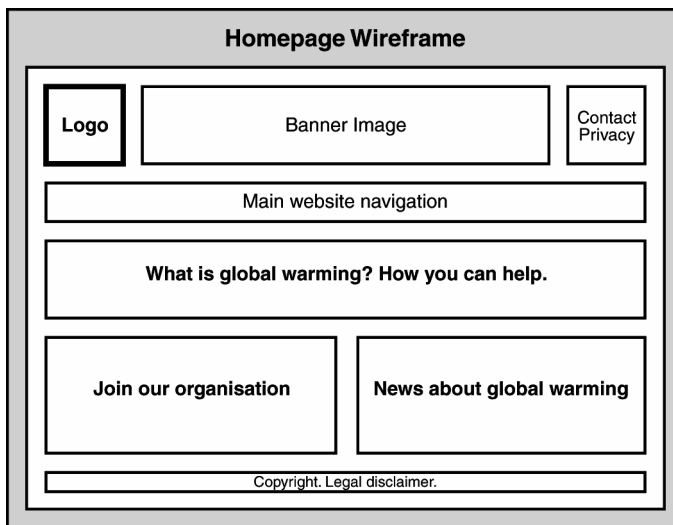 Homepage Wireframe
Logo
Banner Image
Contact
Privacy
Main website navigation
What is global warming? How you can help.
Join our organisation
News about global warming
Copyright. Legal disclaimer.